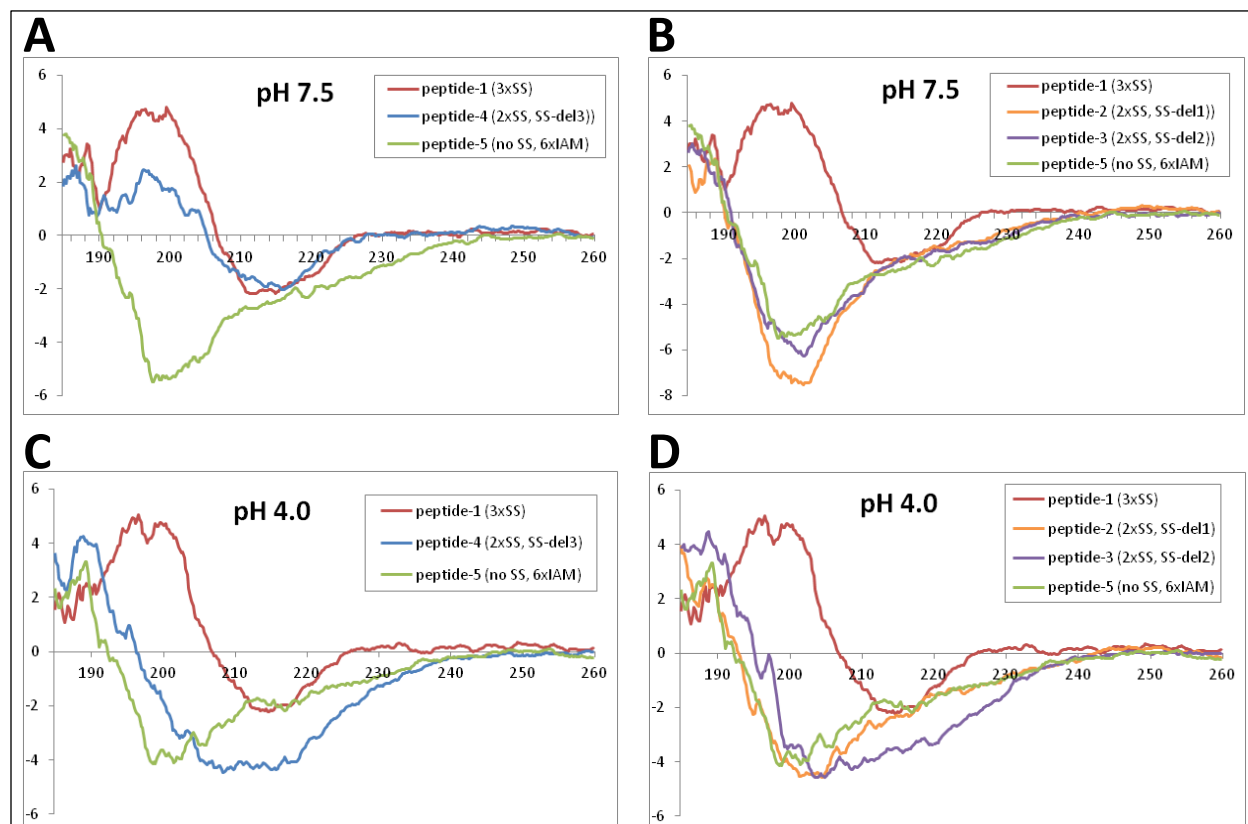 A
pH 7.5
peptide-1 (3xSS)
peptide-4 (2xSS, SS-del3))
peptide-5 (no SS, 6xIAM)
6
4
2
0
-2
-4
-6
190 200 210 220 230 240 250 260
B
pH 7.5
peptide-1 (3xSS)
peptide-2 (2xSS, SS-del1))
peptide-3 (2xSS, SS-del2))
peptide-5 (no SS, 6xIAM)
6
4
2
0
-2
-4
-6
-8
190 200 210 220 230 240 250 260
C
pH 4.0
peptide-1 (3xSS)
peptide-4 (2xSS, SS-del3)
peptide-5 (no SS, 6xIAM)
6
4
2
0
-2
-4
-6
190 200 210 220 230 240 250 260
D
pH 4.0
peptide-1 (3xSS)
peptide-2 (2xSS, SS-del1)
peptide-3 (2xSS, SS-del2)
peptide-5 (no SS, 6xIAM)
6
4
2
0
-2
-4
-6
190 200 210 220 230 240 250 260